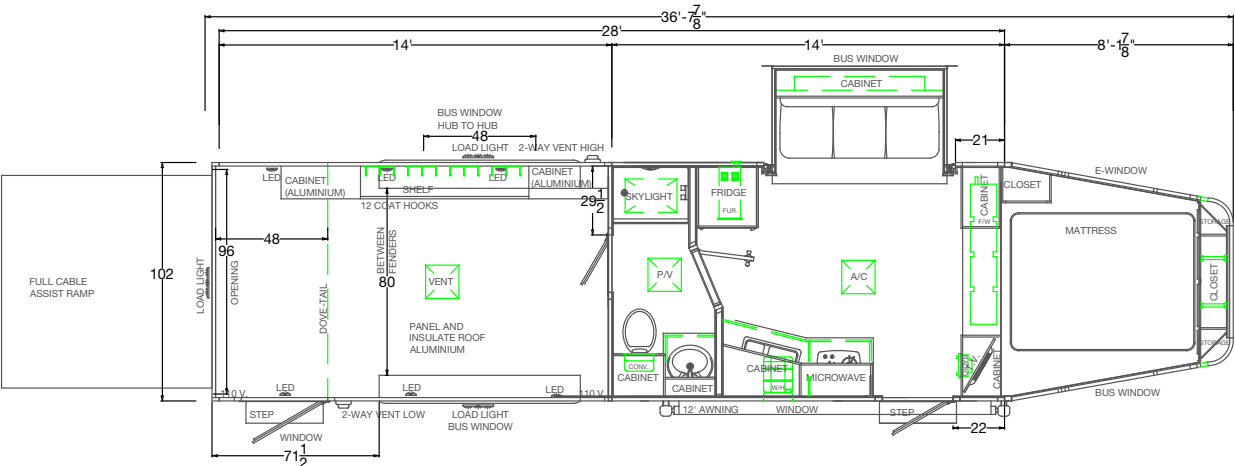 36'-7 7/8"
28'
14'
14'
8'-1 7/8"
BUS WINDOW
CABINET
BUS WINDOW
HUB TO HUB
48
LOAD LIGHT
2-WAY VENT HIGH
21
LED
CABINET
(ALUMINIUM)
LED
SHELF
LED
CABINET
(ALUMINIUM)
12 COAT HOOKS
29 1/2
SKYLIGHT
FRIDGE
FUR.
CABINET
F/W
CLOSET
E-WINDOW
STORAGE
MATTRESS
48
96
102
OPENING
LOAD LIGHT
FULL CABLE
ASSIST RAMP
DOVE-TAIL
BETWEEN
FENDERS
80
VENT
P/V
A/C
CLOSET
PANEL AND
INSULATE ROOF
ALUMINIUM
STORAGE
CONV.
CABINET
CABINET
CABINET
W/H
MICROWAVE
T.V.
CABINET
110 V.
LED
LED
LED
110 V.
STEP
2-WAY VENT LOW
LOAD LIGHT
BUS WINDOW
12' AWNING
WINDOW
STEP
BUS WINDOW
WINDOW
22
71 1/2